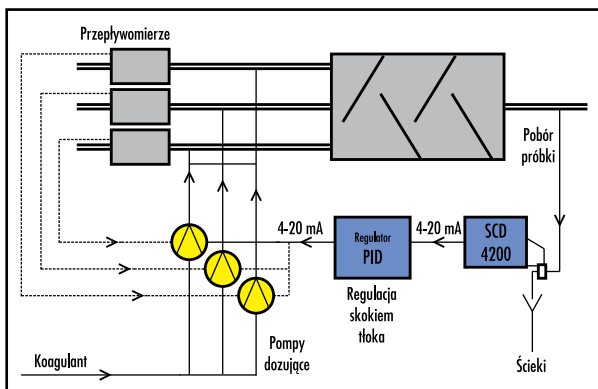 Przepływomierze
Pobór
próbki
4-20 mA
Regulator
PID
4-20 mA
SCD
4200
Regulacja
skokiem
tłoka
Pompy
dozujące
Koagulant
Ścieki